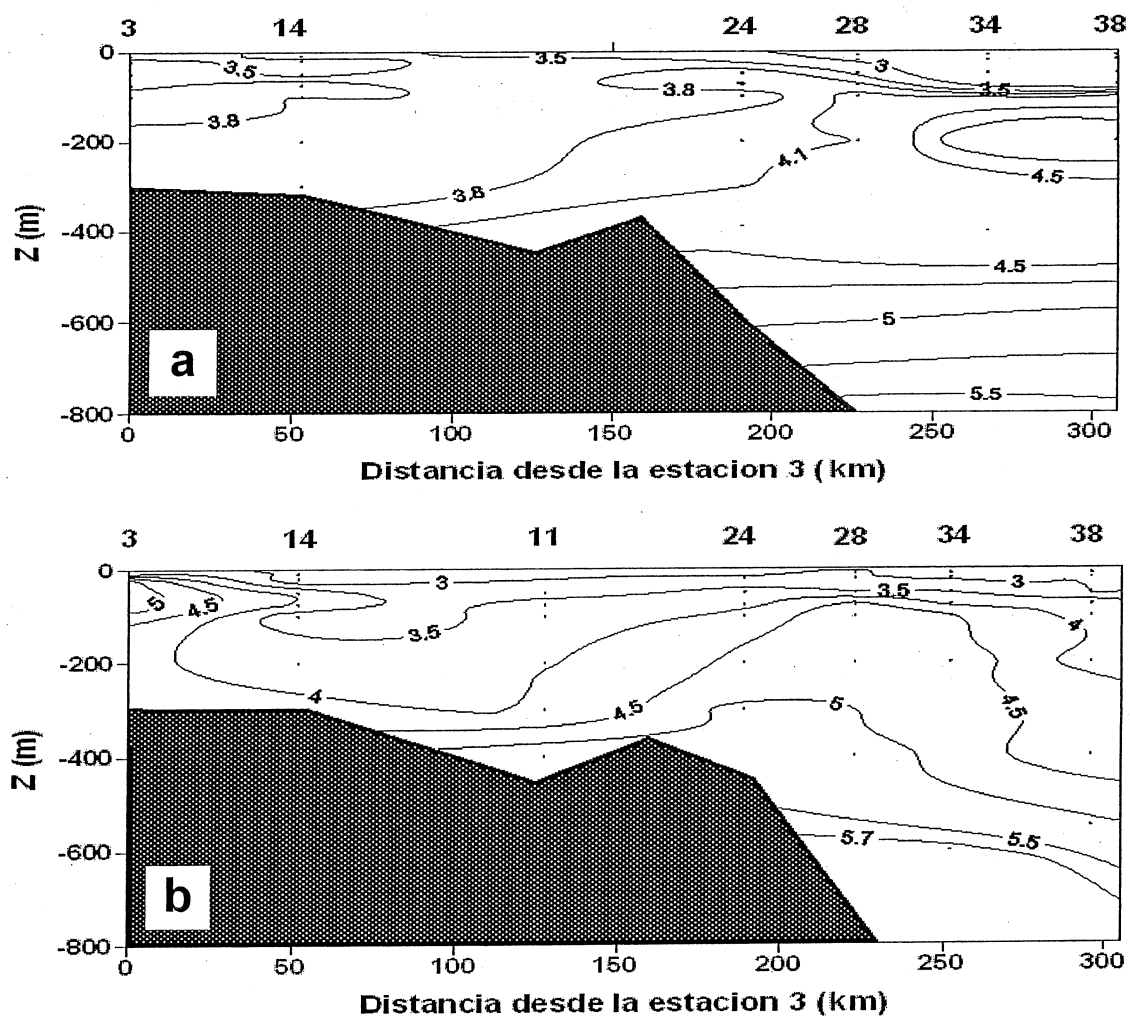 3 14 24 28 34 38
0
3.5 3.5 3
3.8 3.5
3.8
-200
4.1
4.5
3.8
Z (m)
-400
4.5
-600
5
a
5.5
-800
0 50 100 150 200 250 300
Distancia desde la estacion 3 (km)
3 14 11 24 28 34 38
0
3 3
3.5
5 4.5
4
3.5
-200
4
4.5 5 4.5
Z (m)
-400
5.7 5.5
-600
b
-800
0 50 100 150 200 250 300
Distancia desde la estacion 3 (km)